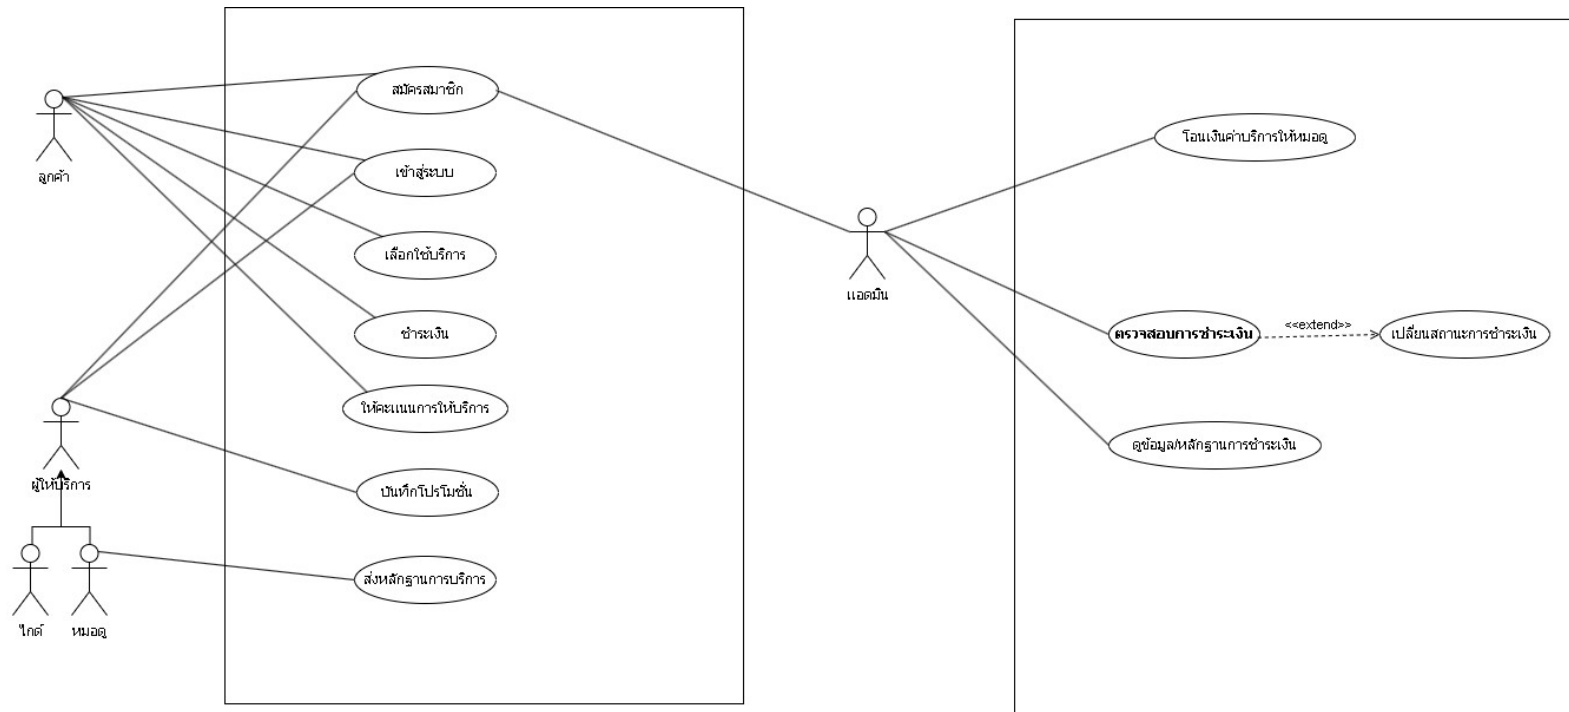 สมัครสมาชิก
ลูกค้า
เข้าสู่ระบบ
เลือกใช้บริการ
ชำระเงิน
ให้คะแนนการให้บริการ
ผู้ให้บริการ
บันทึกโปรโมชั่น
ส่งหลักฐานการบริการ
ไกด์
หมอดู
แอดมิน
โอนเงินค่าบริการให้หมอดู
ตรวจสอบการชำระเงิน
<<extend>>
เปลี่ยนสถานะการชำระเงิน
ดูข้อมูล/หลักฐานการชำระเงิน